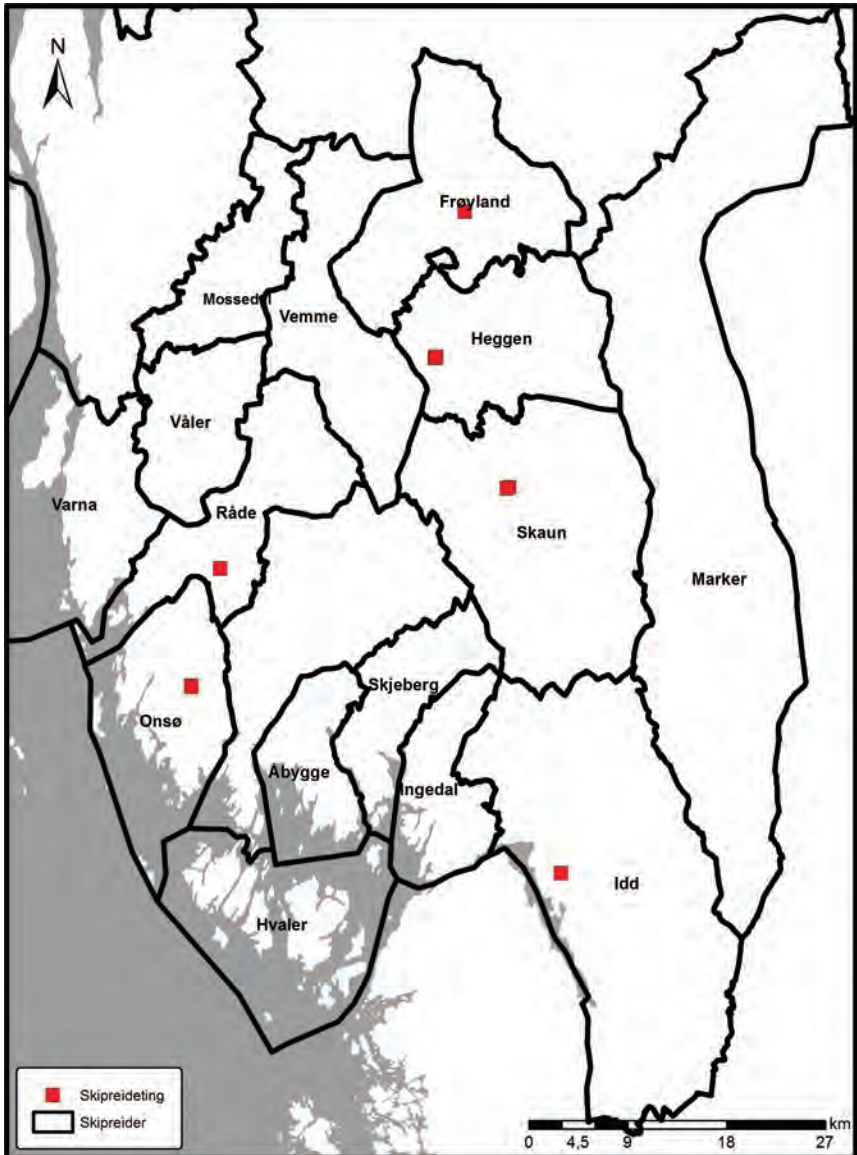 N
Frøyland
Mossedal
Vemme
Heggen
Våler
Varna
Råde
Skaun
Marker
Skjeberg
Onsø
Åbygge
Ingedal
Idd
Hvaler
Skipreideting
Skipreider
km
0 4,5 9 18 27